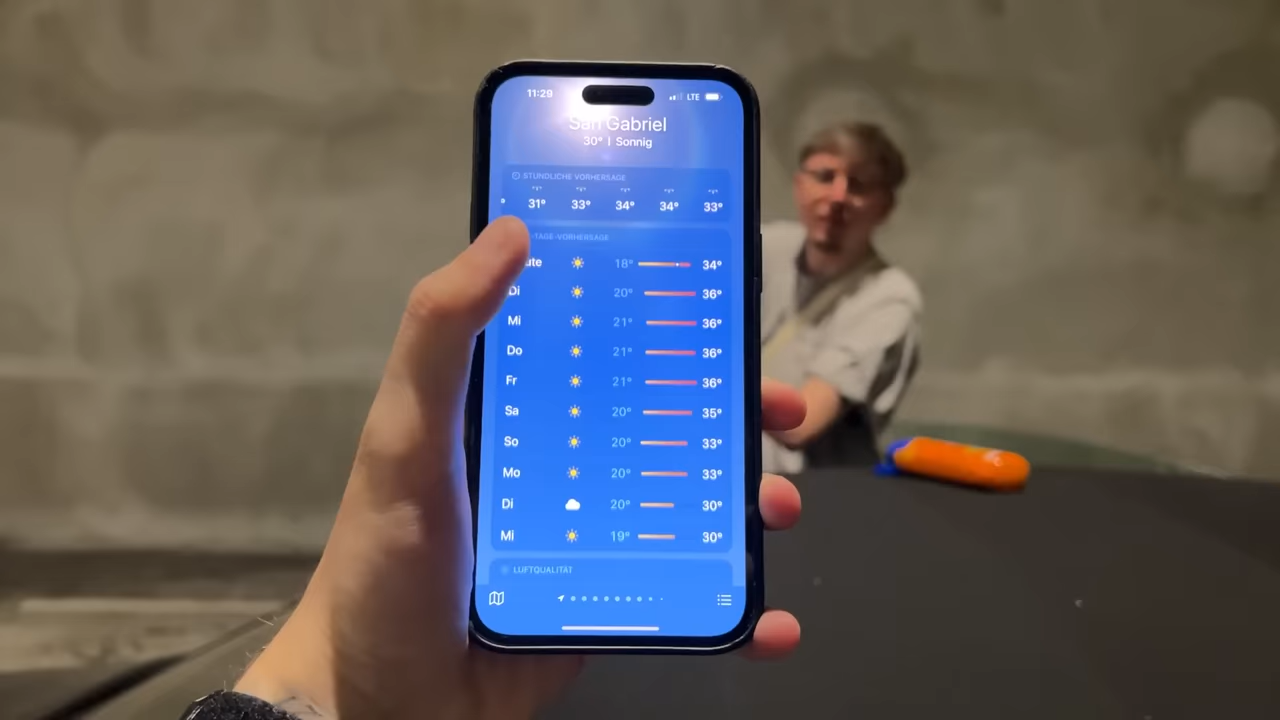 11:29
LTE
San Gabriel
30° | Sonnig
STÜNDLICHE VORHERSAGE
31° 33° 34° 34° 33°
-TAGE-VORHERSAGE
ute 18° 34°
Di 20° 36°
Mi 21° 36°
Do 21° 36°
Fr 21° 36°
Sa 20° 35°
So 20° 33°
Mo 20° 33°
Di 20° 30°
Mi 19° 30°
LUFTQUALITÄT